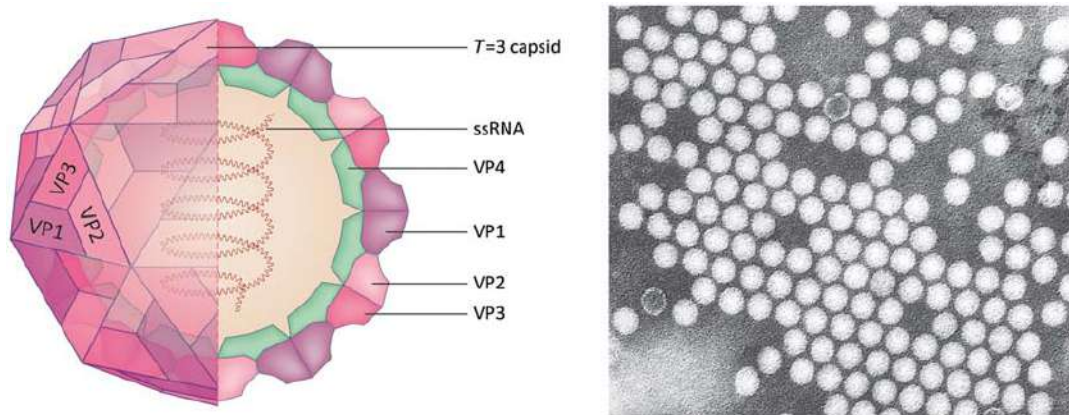 T=3 capsid
ssRNA
VP4
VP3
VP1
VP2
VP1
VP2
VP3